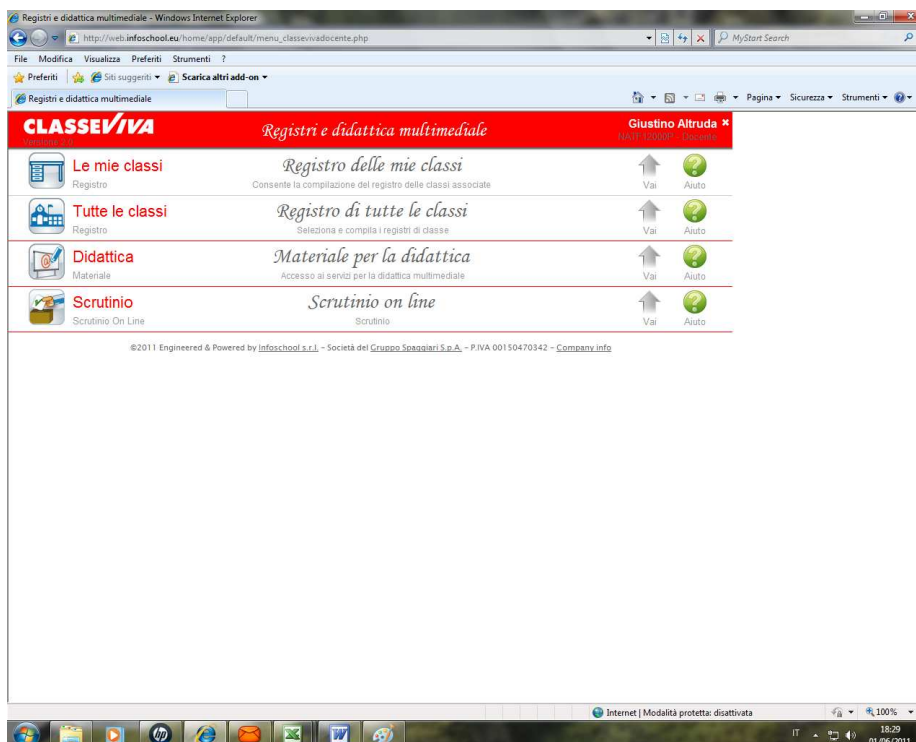 Registri e didattica multimediale - Windows Internet Explorer
http://web.infoschool.eu/home/app/default/menu_classevivadocente.php
MyStart Search
File Modifica Visualizza Preferiti Strumenti ?
Preferiti Siti suggeriti Scarica altri add-on
Registri e didattica multimediale
Pagina Sicurezza Strumenti
CLASSEVIVA Registri e didattica multimediale Giustino Altruda
Docente
Le mie classi Registro delle mie classi
Registro Consente la compilazione del registro delle classi associate Vai Aiuto
Tutte le classi Registro di tutte le classi
Registro Seleziona e compila i registri di classe Vai Aiuto
Didattica Materiale per la didattica
Materiale Accesso ai servizi per la didattica multimediale Vai Aiuto
Scrutinio Scrutinio on line
Scrutinio On Line Scrutinio Vai Aiuto
©2011 Engineered & Powered by Infoschool s.r.l. - Società del Gruppo Spaggiari S.p.A. - P.IVA 00150470342 - Company info
Internet | Modalità protetta: disattivata 100%
IT 18:29
01/06/2011